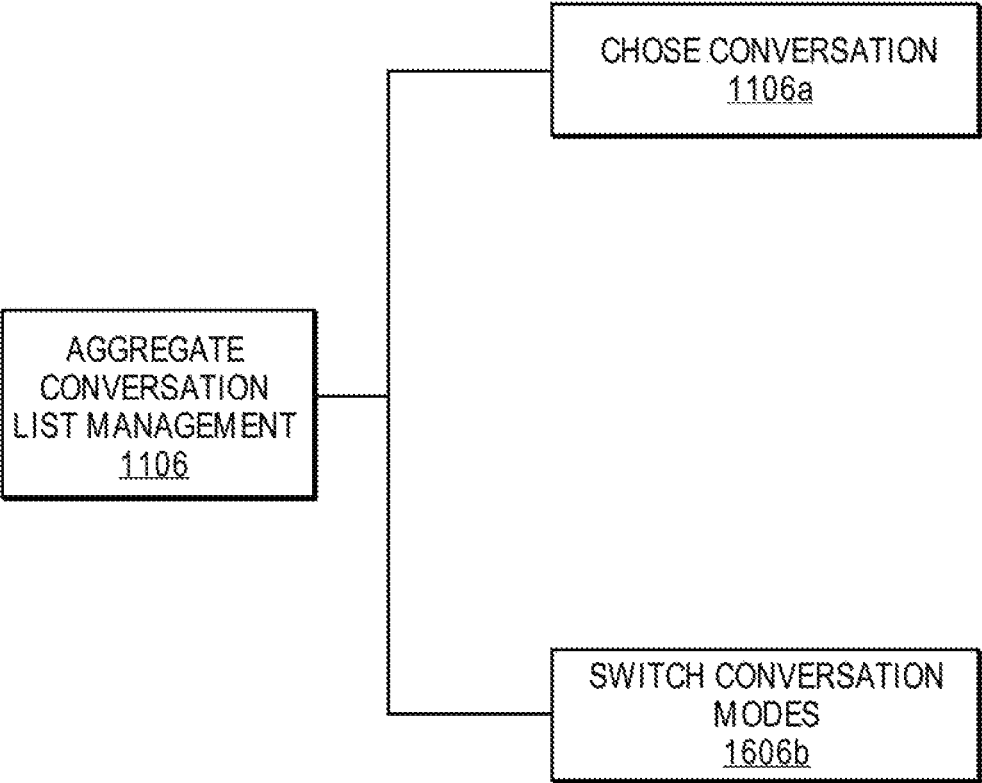 CHOSE CONVERSATION
1106a
AGGREGATE
CONVERSATION
LIST MANAGEMENT
1106
SWITCH CONVERSATION
MODES
1606b